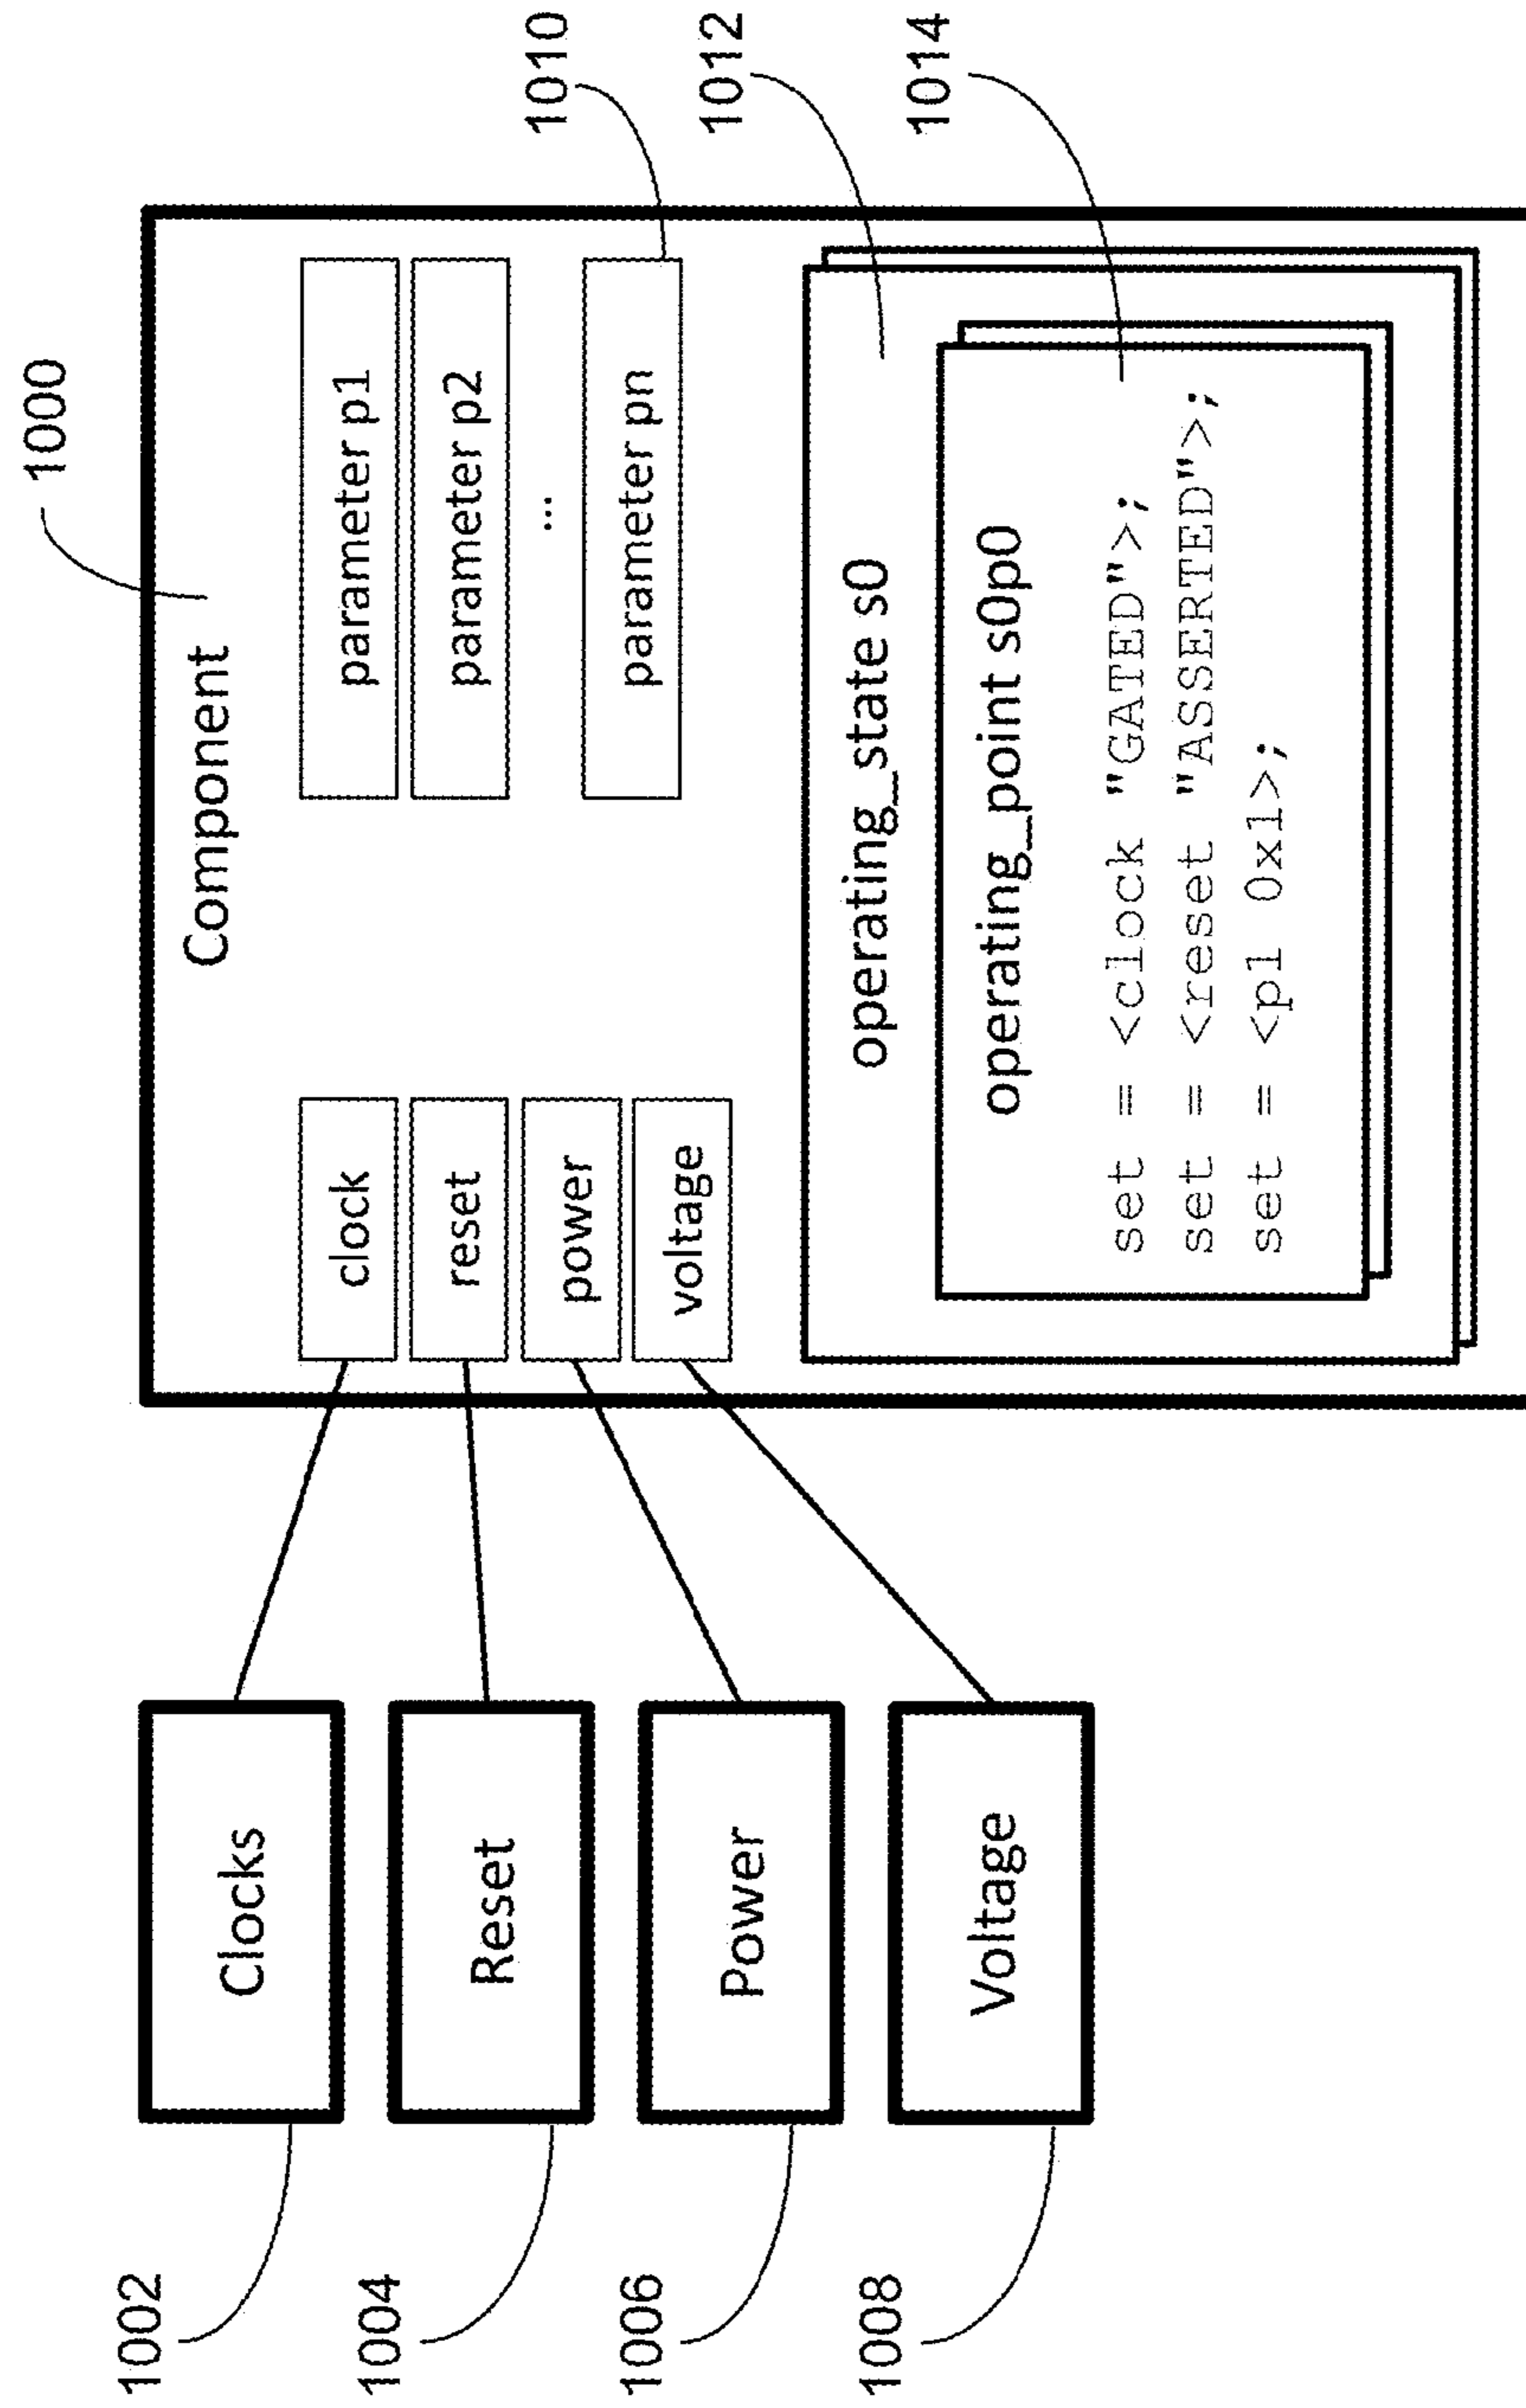 1000
Component
1002
Clocks
clock
parameter p1
1004
Reset
reset
parameter p2
1006
Power
power
...
voltage
parameter pn
1010
1008
Voltage
operating_state s0
1012
operating_point s0p0
1014
set = <clock "GATED">;
set = <reset "ASSERTED">;
set = <p1 0x1>;